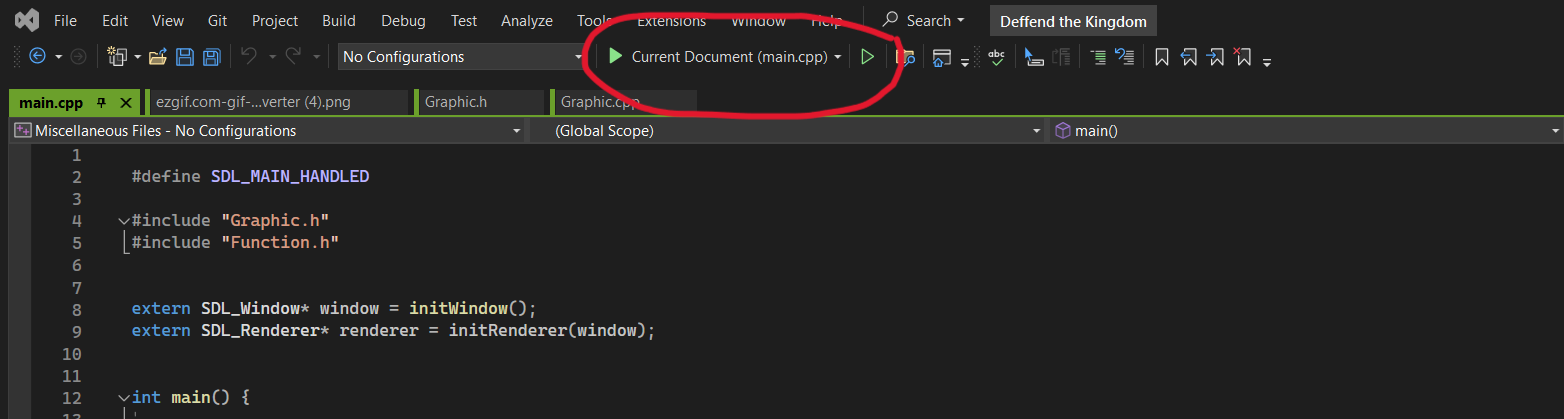 File Edit View Git Project Build Debug Test Analyze Tools Extensions Window Help Search Deffend the Kingdom
No Configurations Current Document (main.cpp) abc
main.cpp ezgif.com-gif-...verter (4).png Graphic.h Graphic.cpp
Miscellaneous Files - No Configurations (Global Scope) main()
1
2 #define SDL_MAIN_HANDLED
3
4 #include "Graphic.h"
5 #include "Function.h"
6
7
8 extern SDL_Window* window = initWindow();
9 extern SDL_Renderer* renderer = initRenderer(window);
10
11
12 int main() {
13